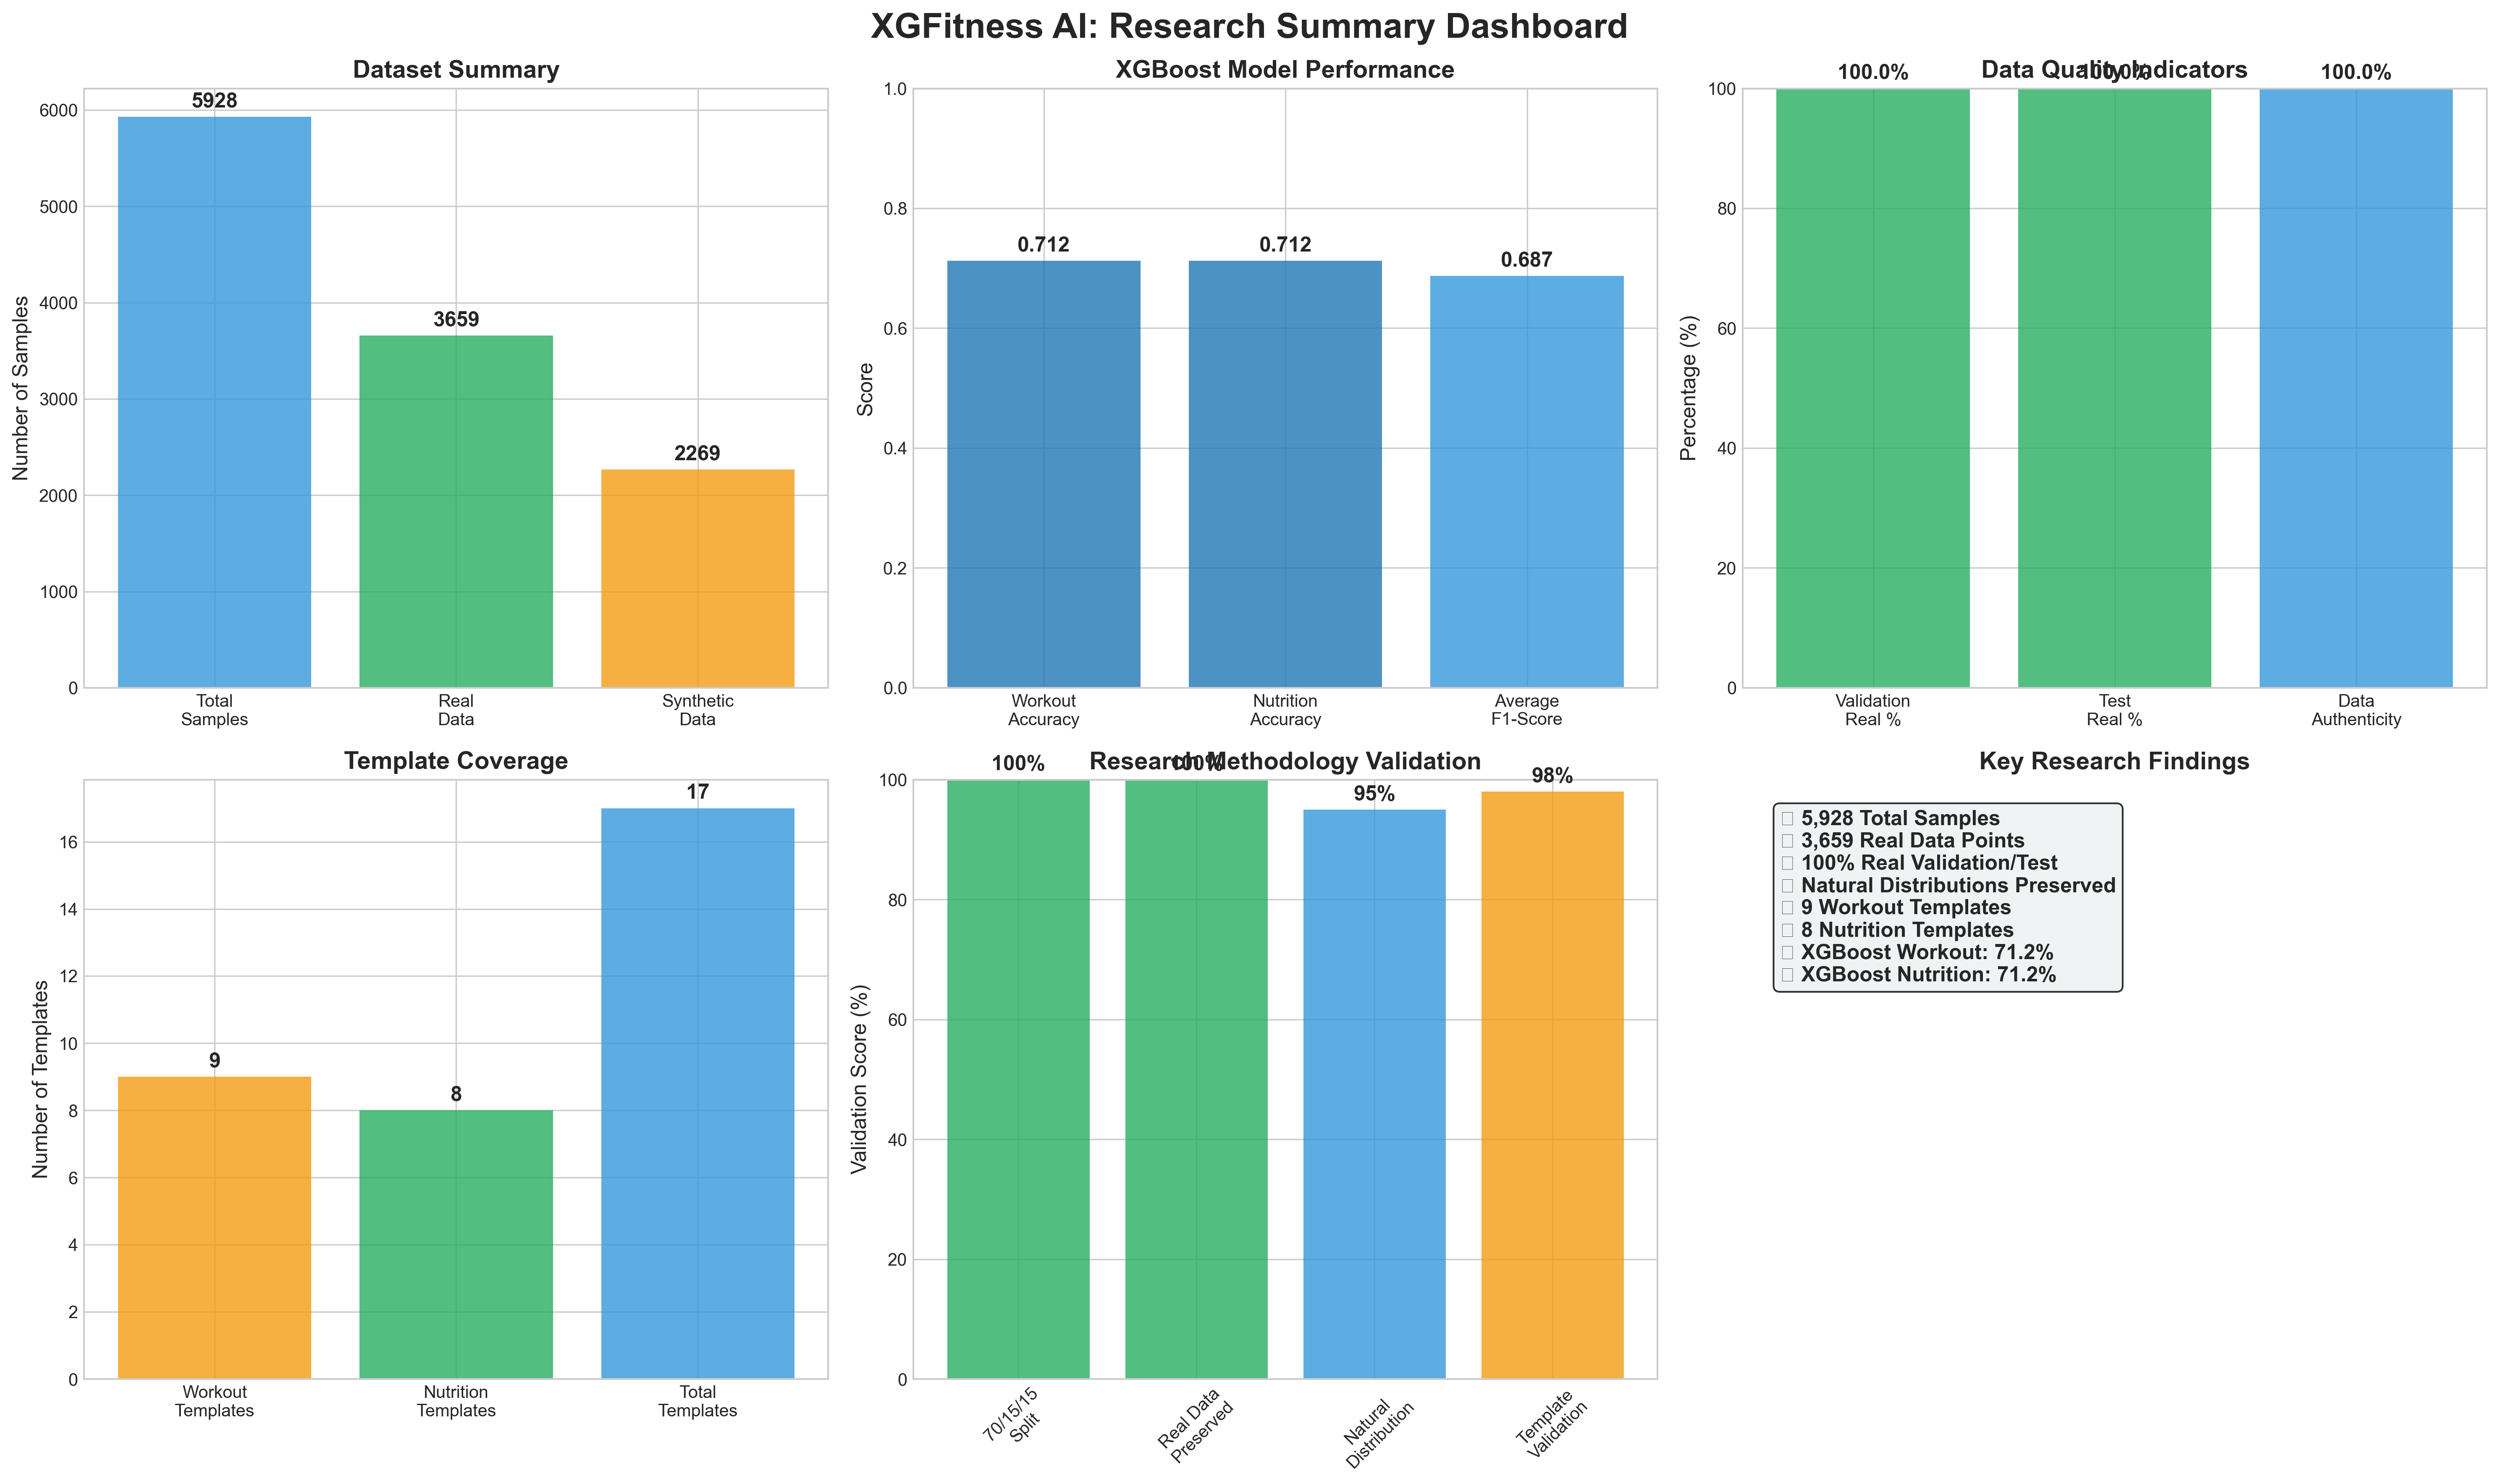 XGFitness AI: Research Summary Dashboard
Dataset Summary
Number of Samples
6000
5000
4000
3000
2000
1000
0
5928
3659
2269
Total
Samples
Real
Data
Synthetic
Data
XGBoost Model Performance
Score
1.0
0.8
0.6
0.4
0.2
0.0
0.712
0.712
0.687
Workout
Accuracy
Nutrition
Accuracy
Average
F1-Score
Data Quality Indicators
Percentage (%)
100
80
60
40
20
0
100.0%
100.0%
100.0%
Validation
Real %
Test
Real %
Data
Authenticity
Template Coverage
Number of Templates
16
14
12
10
8
6
4
2
0
9
8
17
Workout
Templates
Nutrition
Templates
Total
Templates
Research Methodology Validation
Validation Score (%)
100
80
60
40
20
0
100%
100%
95%
98%
70/15/15
Split
Real Data
Preserved
Natural
Distribution
Template
Validation
Key Research Findings
5,928 Total Samples
3,659 Real Data Points
100% Real Validation/Test
Natural Distributions Preserved
9 Workout Templates
8 Nutrition Templates
XGBoost Workout: 71.2%
XGBoost Nutrition: 71.2%